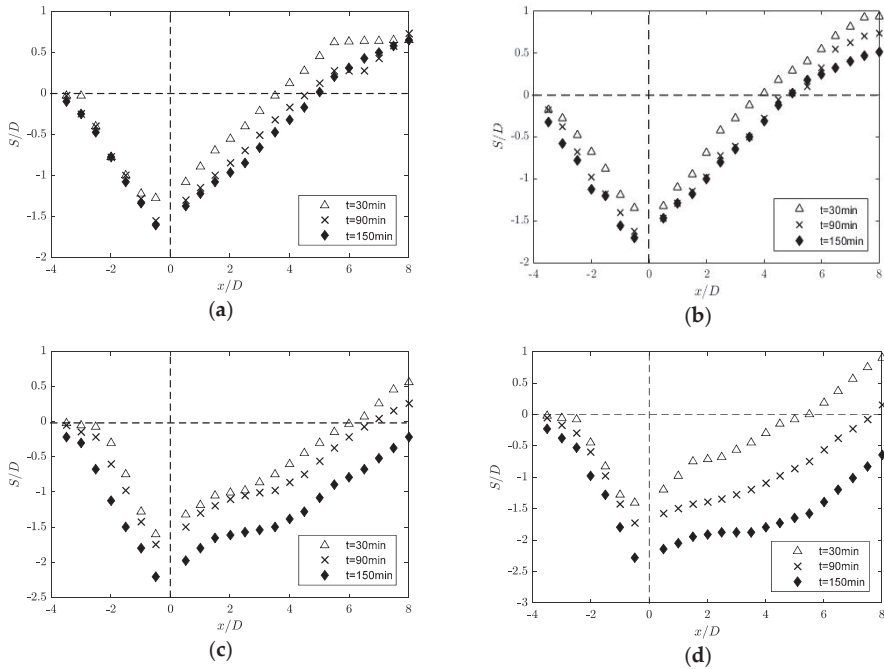 1
0.5
0
-0.5
-1
-1.5
-2
S/D
-4 -2 0 2 4 6 8
x/D
△ t=30min
× t=90min
◆ t=150min
(a)
1
0.5
0
-0.5
-1
-1.5
-2
S/D
-4 -2 0 2 4 6 8
x/D
△ t=30min
× t=90min
◆ t=150min
(b)
1
0.5
0
-0.5
-1
-1.5
-2
-2.5
S/D
-4 -2 0 2 4 6 8
x/D
△ t=30min
× t=90min
◆ t=150min
(c)
1
0.5
0
-0.5
-1
-1.5
-2
-2.5
-3
S/D
-4 -2 0 2 4 6 8
x/D
△ t=30min
× t=90min
◆ t=150min
(d)